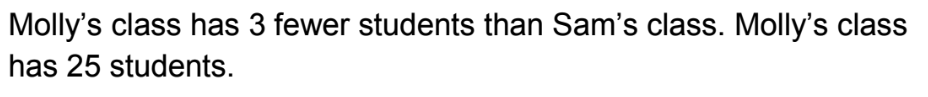 Molly’s class has 3 fewer students than Sam’s class. Molly’s class
has 25 students.